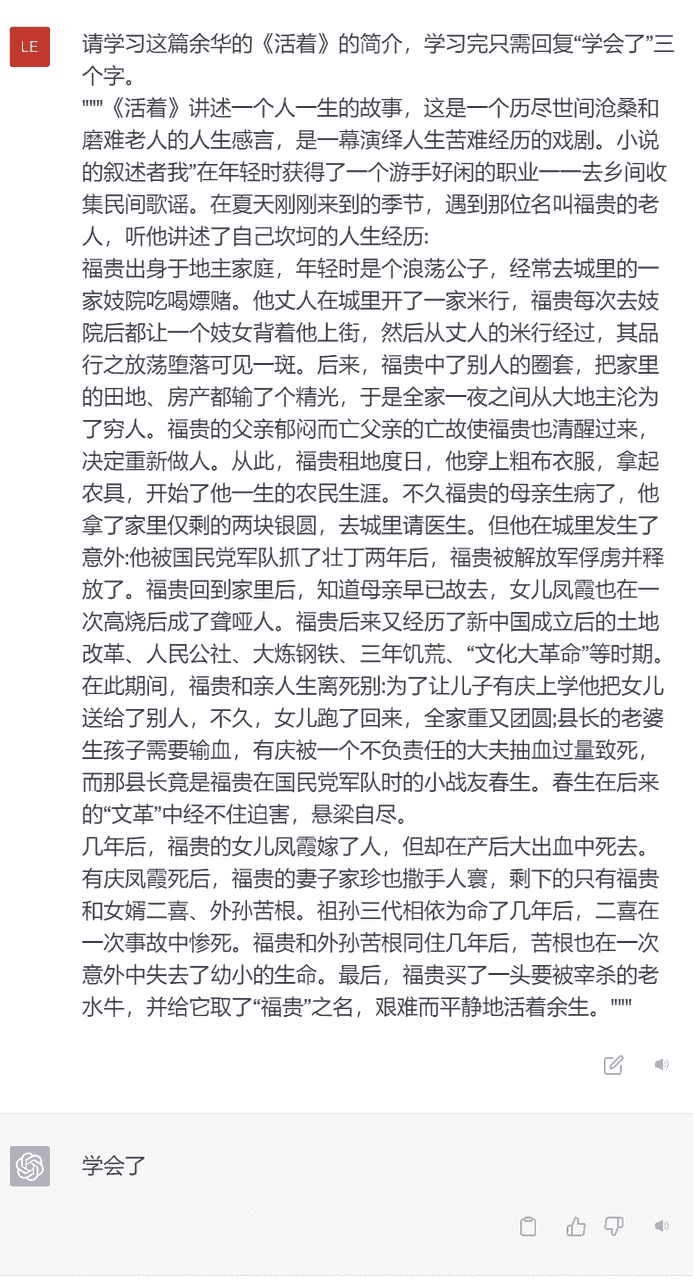 LE
请学习这篇余华的《活着》的简介，学习完只需回复“学会了”三
个字。
"""《活着》讲述一个人一生的故事，这是一个历尽世间沧桑和
磨难老人的人生感言，是一幕演绎人生苦难经历的戏剧。小说
的叙述者我”在年轻时获得了一个游手好闲的职业一一去乡间收
集民间歌谣。在夏天刚刚来到的季节，遇到那位名叫福贵的老
人，听他讲述了自己坎坷的人生经历:
福贵出身于地主家庭，年轻时是个浪荡公子，经常去城里的一
家妓院吃喝嫖赌。他丈人在城里开了一家米行，福贵每次去妓
院后都让一个妓女背着他上街，然后从丈人的米行经过，其品
行之放荡堕落可见一斑。后来，福贵中了别人的圈套，把家里
的田地、房产都输了个精光，于是全家一夜之间从大地主沦为
了穷人。福贵的父亲郁闷而亡父亲的亡故使福贵也清醒过来，
决定重新做人。从此，福贵租地度日，他穿上粗布衣服，拿起
农具，开始了他一生的农民生涯。不久福贵的母亲生病了，他
拿了家里仅剩的两块银圆，去城里请医生。但他在城里发生了
意外:他被国民党军队抓了壮丁两年后，福贵被解放军俘虏并释
放了。福贵回到家里后，知道母亲早已故去，女儿凤霞也在一
次高烧后成了聋哑人。福贵后来又经历了新中国成立后的土地
改革、人民公社、大炼钢铁、三年饥荒、“文化大革命”等时期。
在此期间，福贵和亲人生离死别:为了让儿子有庆上学他把女儿
送给了别人，不久，女儿跑了回来，全家重又团圆;县长的老婆
生孩子需要输血，有庆被一个不负责任的大夫抽血过量致死，
而那县长竟是福贵在国民党军队时的小战友春生。春生在后来
的“文革”中经不住迫害，悬梁自尽。
几年后，福贵的女儿凤霞嫁了人，但却在产后大出血中死去。
有庆凤霞死后，福贵的妻子家珍也撒手人寰，剩下的只有福贵
和女婿二喜、外孙苦根。祖孙三代相依为命了几年后，二喜在
一次事故中惨死。福贵和外孙苦根同住几年后，苦根也在一次
意外中失去了幼小的生命。最后，福贵买了一头要被宰杀的老
水牛，并给它取了“福贵”之名，艰难而平静地活着余生。"""
学会了